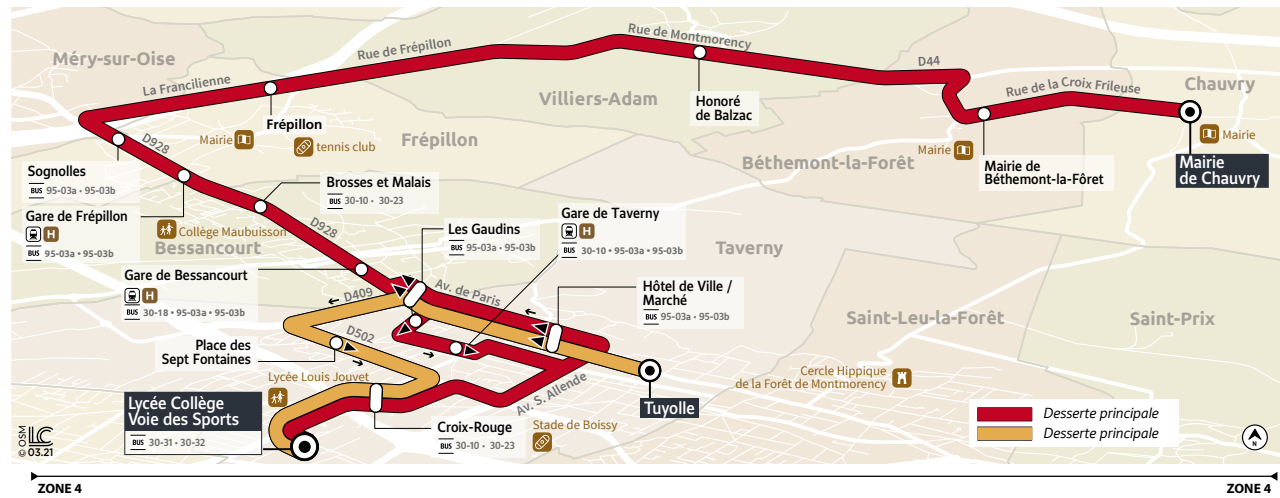 Méry-sur-Oise
La Francilienne
Rue de Frépillon
Rue de Montmorency
D44
Rue de la Croix Frileuse
Chauvry
Villiers-Adam
Honoré
de Balzac
Frépillon
Mairie
tennis club
Frépillon
D928
Mairie
Béthemont-la-Forêt
Mairie
Mairie de
Béthemont-la-Fôret
Mairie
de Chauvry
Sognolles
BUS 95-03a • 95-03b
Gare de Frépillon
H
BUS 95-03a • 95-03b
Brosses et Malais
BUS 30-10 • 30-23
Collège Maubuisson
Bessancourt
D928
Les Gaudins
BUS 95-03a • 95-03b
Gare de Taverny
H
BUS 30-10 • 95-03a • 95-03b
Taverny
Gare de Bessancourt
H
BUS 30-18 • 95-03a • 95-03b
D409
Av. de Paris
Hôtel de Ville /
Marché
BUS 95-03a • 95-03b
Saint-Leu-la-Forêt
Saint-Prix
D502
Place des
Sept Fontaines
Lycée Louis Jouvet
Cercle Hippique
de la Forêt de Montmorency
Av. S. Allende
Tuyolle
Lycée Collège
Voie des Sports
BUS 30-31 • 30-32
Croix-Rouge
BUS 30-10 • 30-23
Stade de Boissy
Desserte principale
Desserte principale
N
© OSM
LC
03.21
ZONE 4
ZONE 4